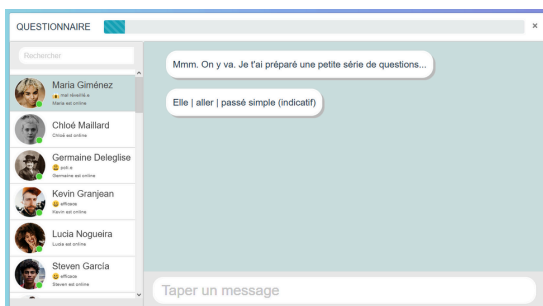 QUESTIONNAIRE
×
Rechercher
Maria Giménez
mal réveillé.e
Maria est online
Chloé Maillard
Chloé est online
Germaine Deleglise
poli.e
Germaine est online
Kevin Granjean
efficace
Kevin est online
Lucia Nogueira
Lucia est online
Steven García
efficace
Steven est online
Mmm. On y va. Je t'ai préparé une petite série de questions...
Elle | aller | passé simple (indicatif)
Taper un message